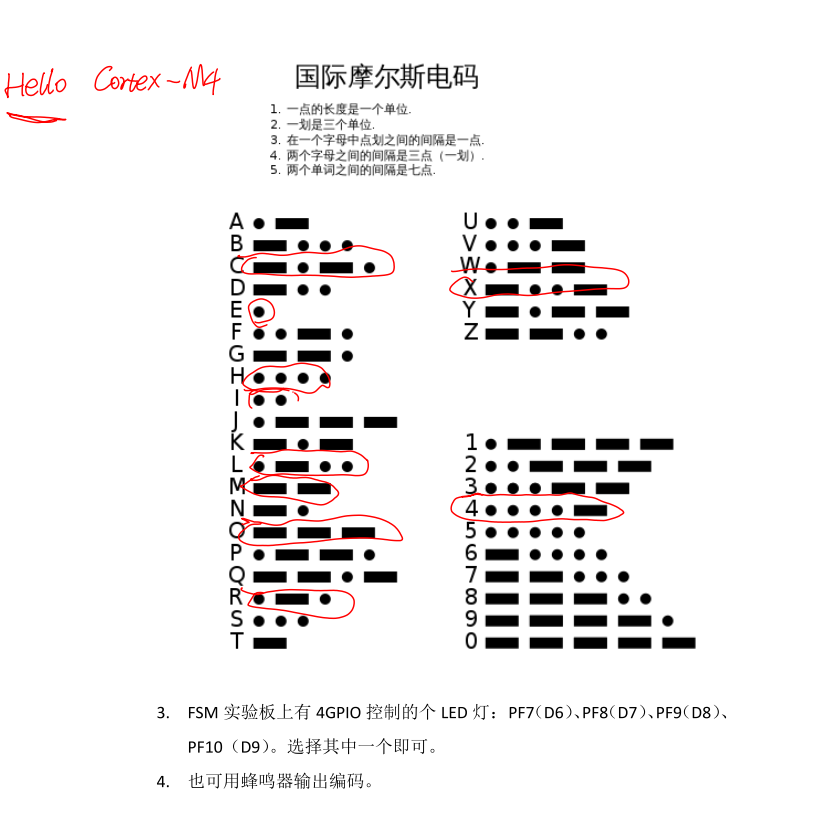 Hello Cortex-M4
国际摩尔斯电码
1. 一点的长度是一个单位.
2. 一划是三个单位.
3. 在一个字母中点划之间的间隔是一点.
4. 两个字母之间的间隔是三点（一划）.
5. 两个单词之间的间隔是七点.
A
B
C
D
E
F
G
H
I
J
K
L
M
N
O
P
Q
R
S
T
U
V
W
X
Y
Z
1
2
3
4
5
6
7
8
9
0
3. FSM 实验板上有 4GPIO 控制的个 LED 灯：PF7（D6）、PF8（D7）、PF9（D8）、
PF10（D9）。选择其中一个即可。
4. 也可用蜂鸣器输出编码。